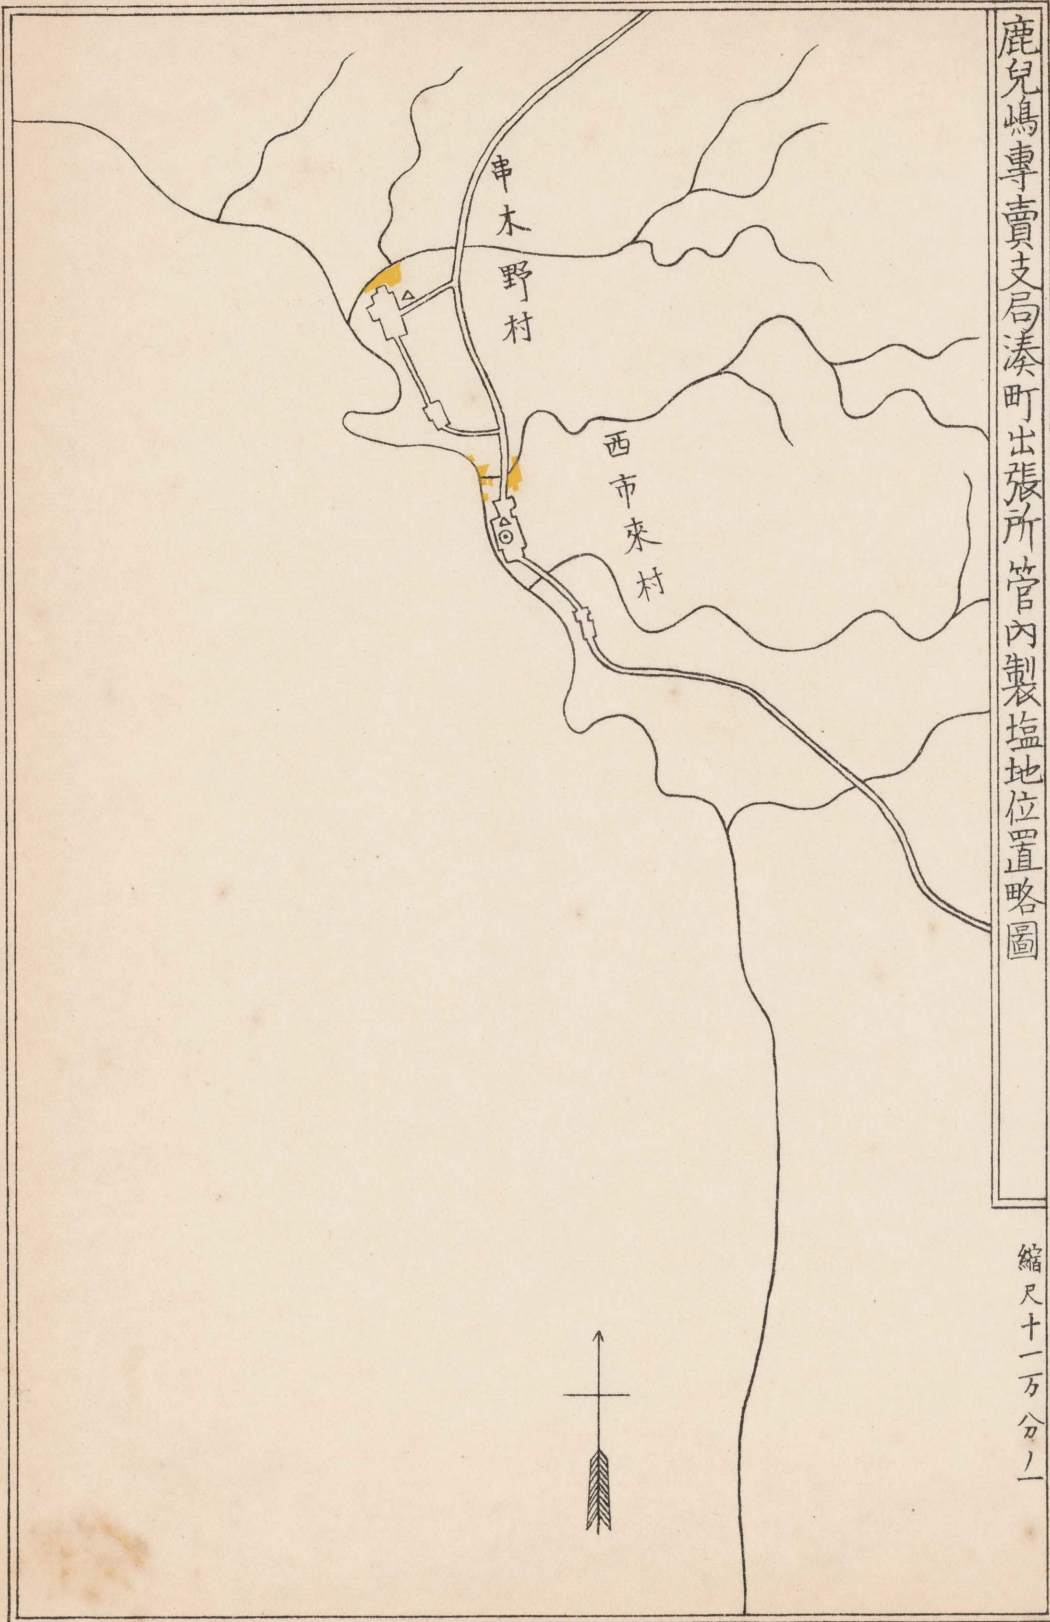 鹿兒嶋專賣支局湊町出張所管内製塩地位置略圖
串木野村
西市來村
縮尺十一万分ノ一